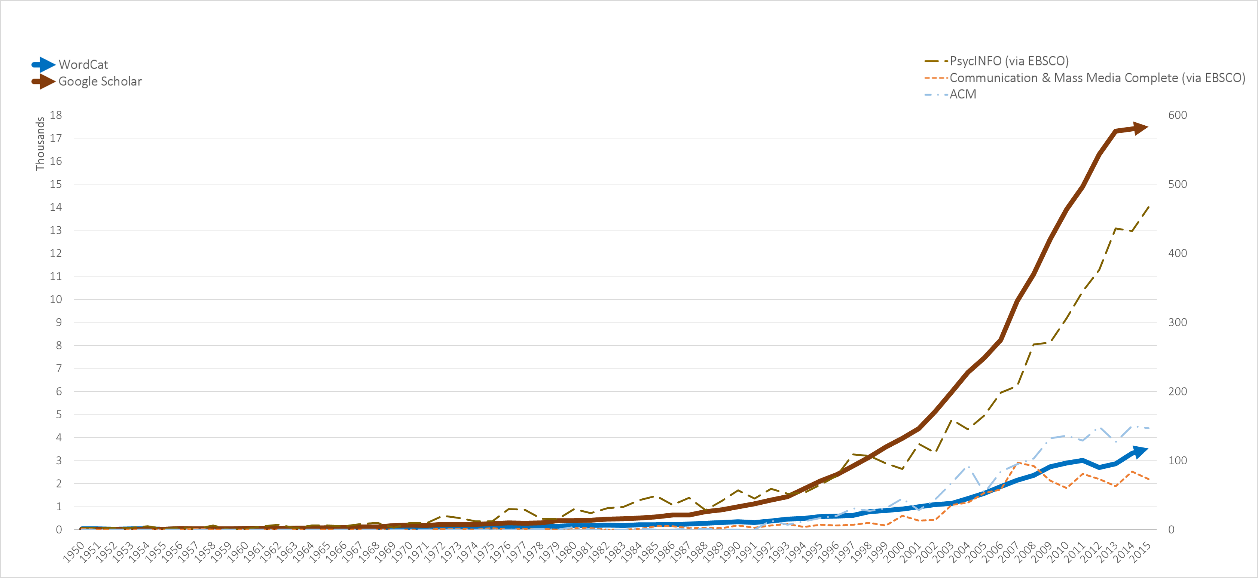 WordCat
Google Scholar
PsycINFO (via EBSCO)
Communication & Mass Media Complete (via EBSCO)
ACM
Thousands
18 600
17
16
15 500
14
13
12 400
11
10
9 300
8
7
6 200
5
4
3 100
2
1
0 0
1950 1951 1952 1953 1954 1955 1956 1957 1958 1959 1960 1961 1962 1963 1964 1965 1966 1967 1968 1969 1970 1971 1972 1973 1974 1975 1976 1977 1978 1979 1980 1981 1982 1983 1984 1985 1986 1987 1988 1989 1990 1991 1992 1993 1994 1995 1996 1997 1998 1999 2000 2001 2002 2003 2004 2005 2006 2007 2008 2009 2010 2011 2012 2013 2014 2015